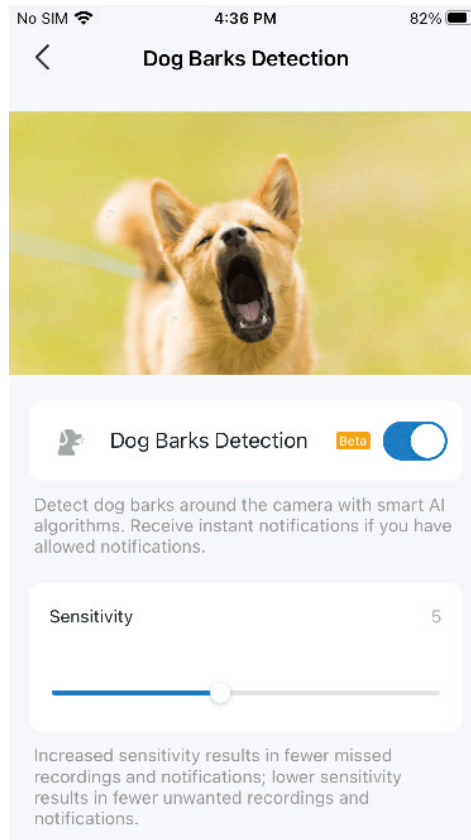 No SIM 4:36 PM 82%
Dog Barks Detection
Dog Barks Detection Beta
Detect dog barks around the camera with smart AI
algorithms. Receive instant notifications if you have
allowed notifications.
Sensitivity 5
Increased sensitivity results in fewer missed
recordings and notifications; lower sensitivity
results in fewer unwanted recordings and
notifications.